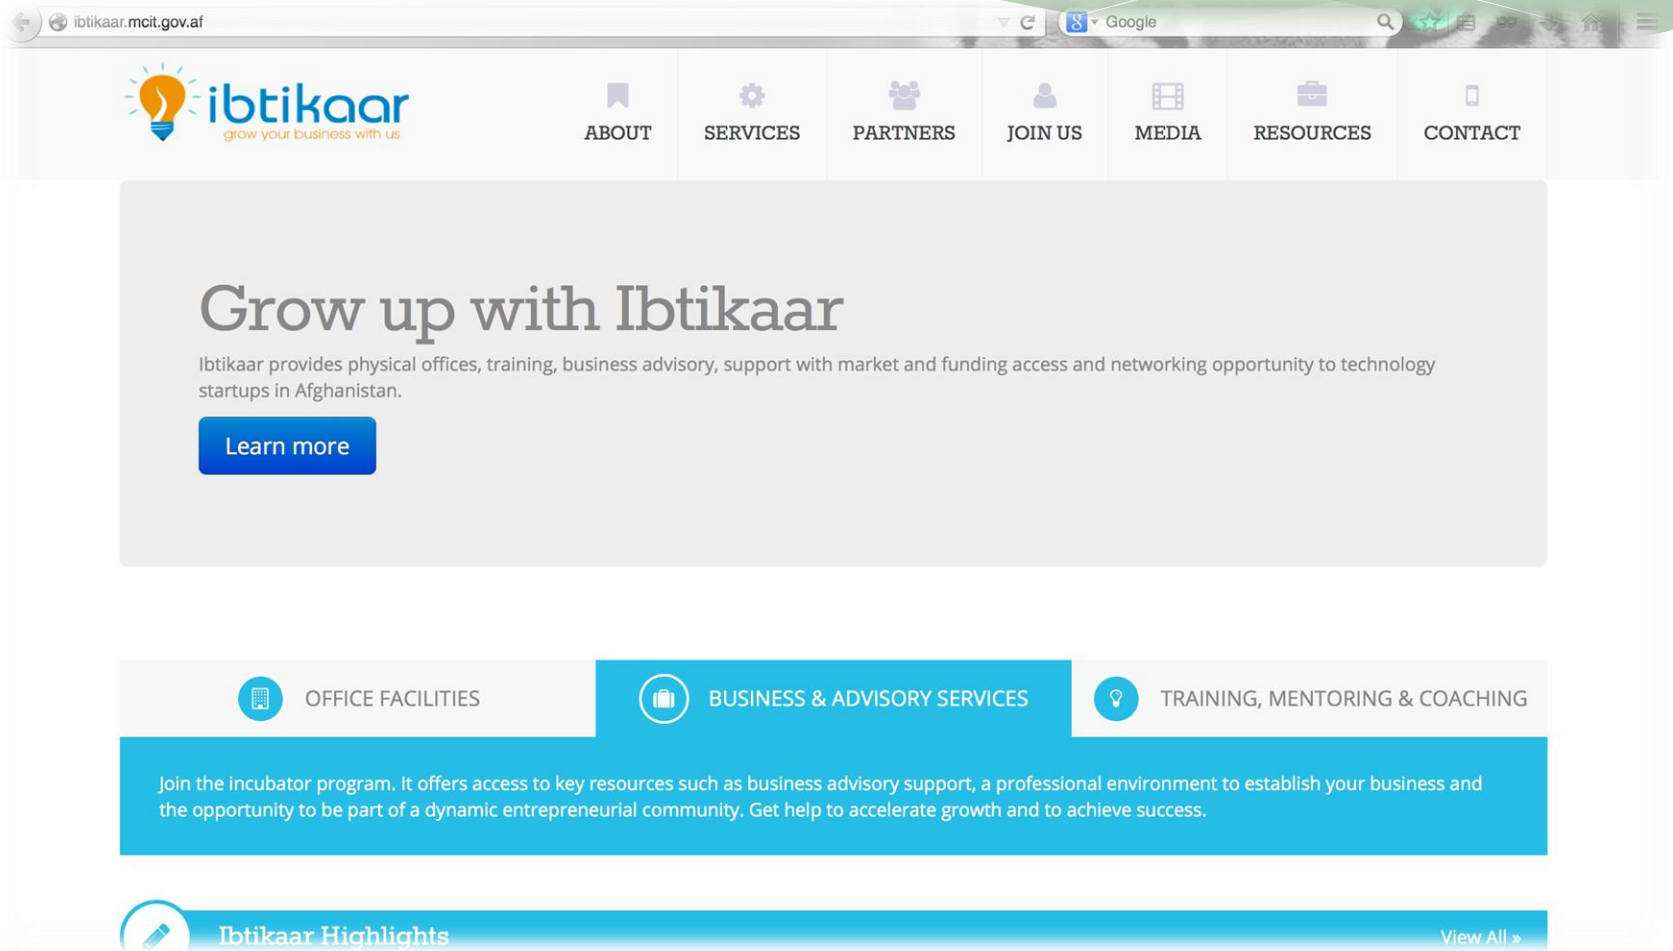 ibtikaar.mcit.gov.af
Google
ibtikaar
grow your business with us
ABOUT
SERVICES
PARTNERS
JOIN US
MEDIA
RESOURCES
CONTACT
Grow up with Ibtikaar
Ibtikaar provides physical offices, training, business advisory, support with market and funding access and networking opportunity to technology
startups in Afghanistan.
Learn more
OFFICE FACILITIES
BUSINESS & ADVISORY SERVICES
TRAINING, MENTORING & COACHING
Join the incubator program. It offers access to key resources such as business advisory support, a professional environment to establish your business and
the opportunity to be part of a dynamic entrepreneurial community. Get help to accelerate growth and to achieve success.
Ibtikaar Highlights
View All »